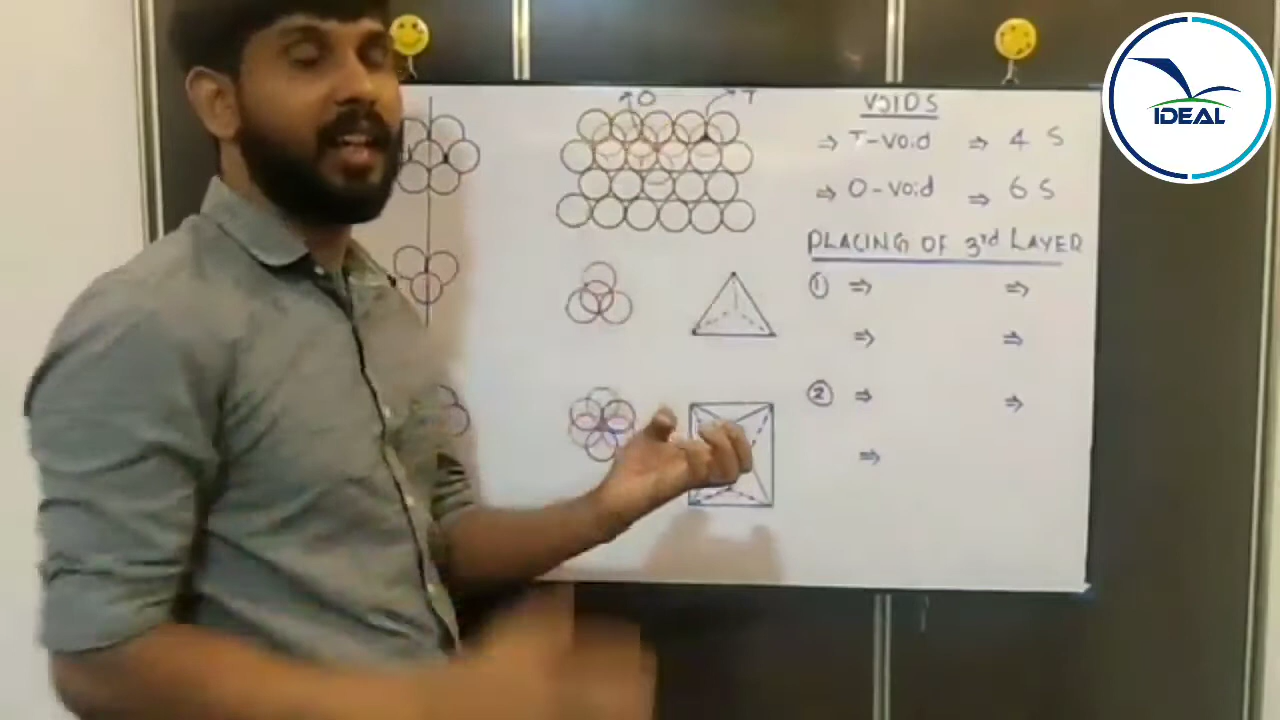 O T
VOIDS
⇒ T-VOID ⇒ 4 S
⇒ O-VOID ⇒ 6 S
PLACING OF 3rd LAYER
① ⇒ ⇒
⇒ ⇒
② ⇒ ⇒
⇒
IDEAL